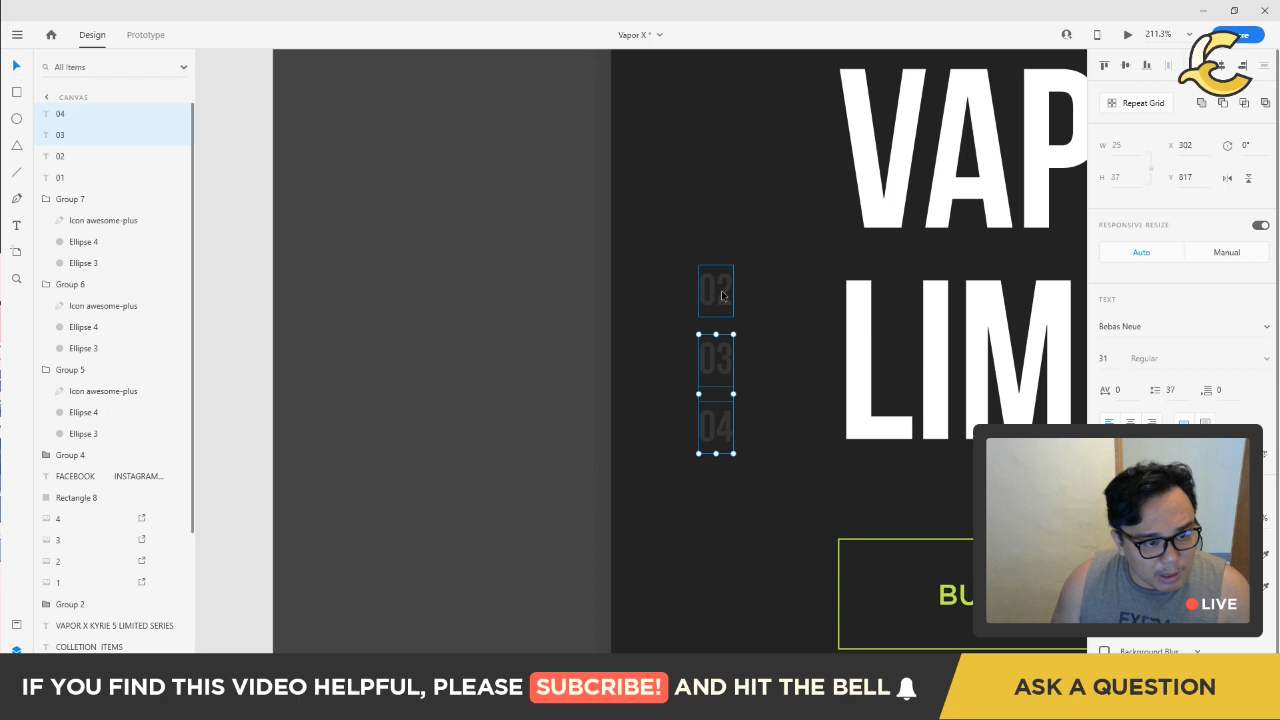 Design
Prototype
Vapor X *
211.3%
All Items
CANVAS
04
03
02
01
Group 7
Icon awesome-plus
Ellipse 4
Ellipse 3
Group 6
Icon awesome-plus
Ellipse 4
Ellipse 3
Group 5
Icon awesome-plus
Ellipse 4
Ellipse 3
Group 4
FACEBOOK INSTAGRAM...
Rectangle 8
4
3
2
1
Group 2
VAPOR X KYRIE 5 LIMITED SERIES
COLLETION ITEMS
VAP
LIM
02
03
04
BU
Repeat Grid
W 25
X 302
0°
H 37
Y 817
RESPONSIVE RESIZE
Auto
Manual
TEXT
Bebas Neue
31
Regular
AV 0
37
0
Background Blur
LIVE
IF YOU FIND THIS VIDEO HELPFUL, PLEASE SUBCRIBE! AND HIT THE BELL
ASK A QUESTION